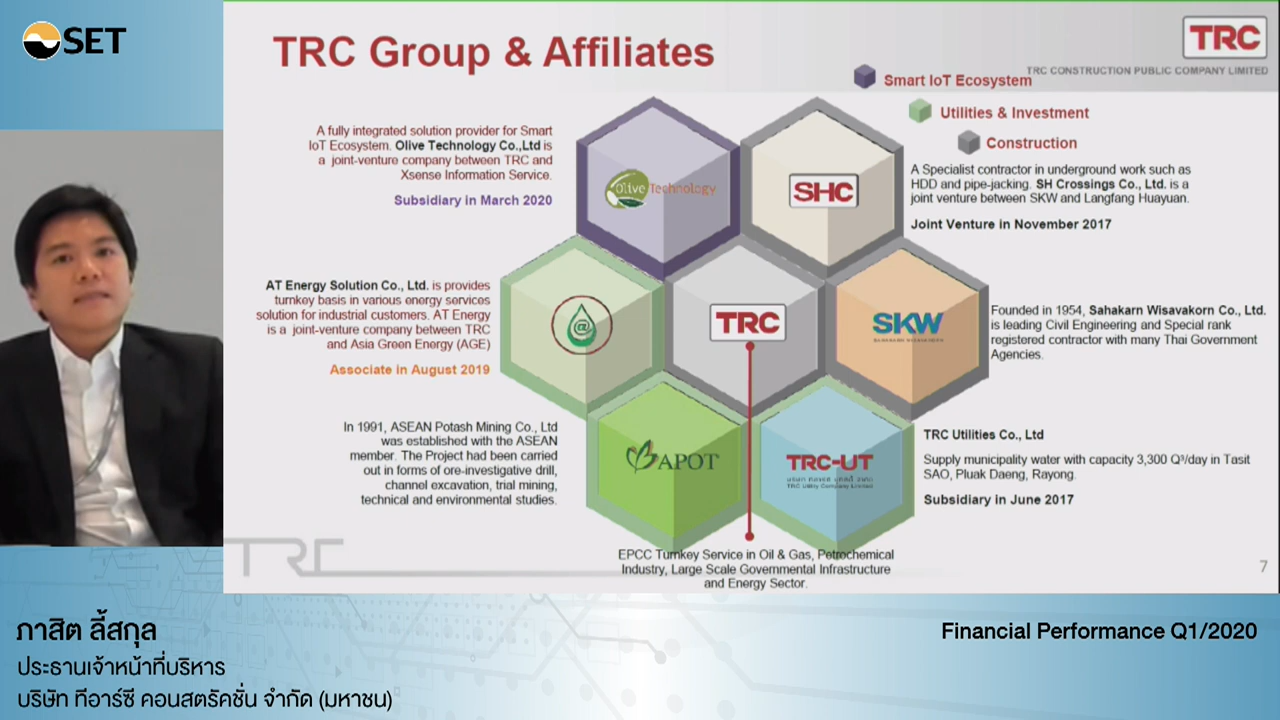 SET
TRC Group & Affiliates
TRC
TRC CONSTRUCTION PUBLIC COMPANY LIMITED
Smart IoT Ecosystem
Utilities & Investment
Construction
A fully integrated solution provider for Smart
IoT Ecosystem. Olive Technology Co.,Ltd is
a joint-venture company between TRC and
Xsense Information Service.
Subsidiary in March 2020
Olive Technology
SHC
A Specialist contractor in underground work such as
HDD and pipe-jacking. SH Crossings Co., Ltd. is a
joint venture between SKW and Langfang Huayuan.
Joint Venture in November 2017
AT Energy Solution Co., Ltd. is provides
turnkey basis in various energy services
solution for industrial customers. AT Energy
is a joint-venture company between TRC
and Asia Green Energy (AGE)
Associate in August 2019
@
TRC
SKW
SAHAKARN WISAVAKORN
Founded in 1954, Sahakarn Wisavakorn Co., Ltd.
is leading Civil Engineering and Special rank
registered contractor with many Thai Government
Agencies.
In 1991, ASEAN Potash Mining Co., Ltd
was established with the ASEAN
member. The Project had been carried
out in forms of ore-investigative drill,
channel excavation, trial mining,
technical and environmental studies.
APOT
TRC-UT
TRC Utility Company Limited
TRC Utilities Co., Ltd
Supply municipality water with capacity 3,300 Q³/day in Tasit
SAO, Pluak Daeng, Rayong.
Subsidiary in June 2017
EPCC Turnkey Service in Oil & Gas, Petrochemical
Industry, Large Scale Governmental Infrastructure
and Energy Sector.
TRC
7
ภาสิต ลี้สกุล
ประธานเจ้าหน้าที่บริหาร
บริษัท ทีอาร์ซี คอนสตรัคชั่น จำกัด (มหาชน)
Financial Performance Q1/2020